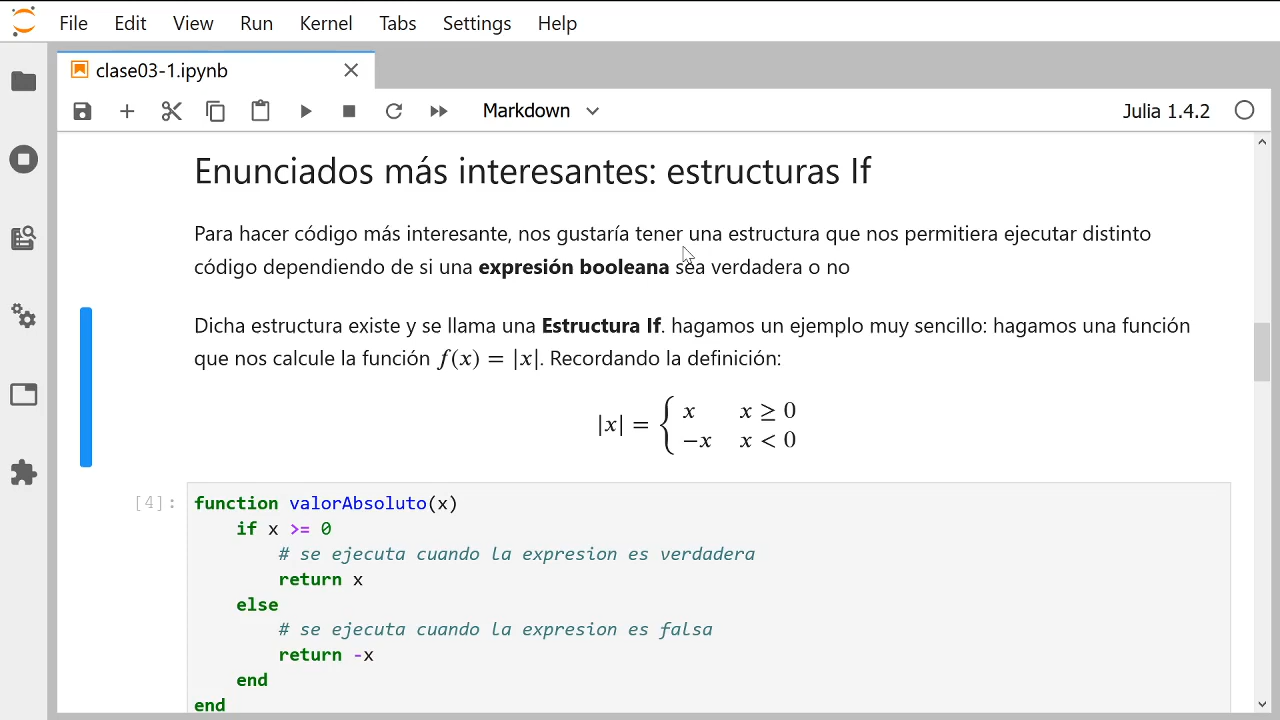 File Edit View Run Kernel Tabs Settings Help
clase03-1.ipynb
Markdown
Julia 1.4.2
Enunciados más interesantes: estructuras If
Para hacer código más interesante, nos gustaría tener una estructura que nos permitiera ejecutar distinto
código dependiendo de si una expresión booleana sea verdadera o no
Dicha estructura existe y se llama una Estructura If. hagamos un ejemplo muy sencillo: hagamos una función
que nos calcule la función f(x) = |x|. Recordando la definición:
|x| = { x x ≥ 0
−x x < 0
[4]: function valorAbsoluto(x)
if x >= 0
# se ejecuta cuando la expresion es verdadera
return x
else
# se ejecuta cuando la expresion es falsa
return -x
end
end